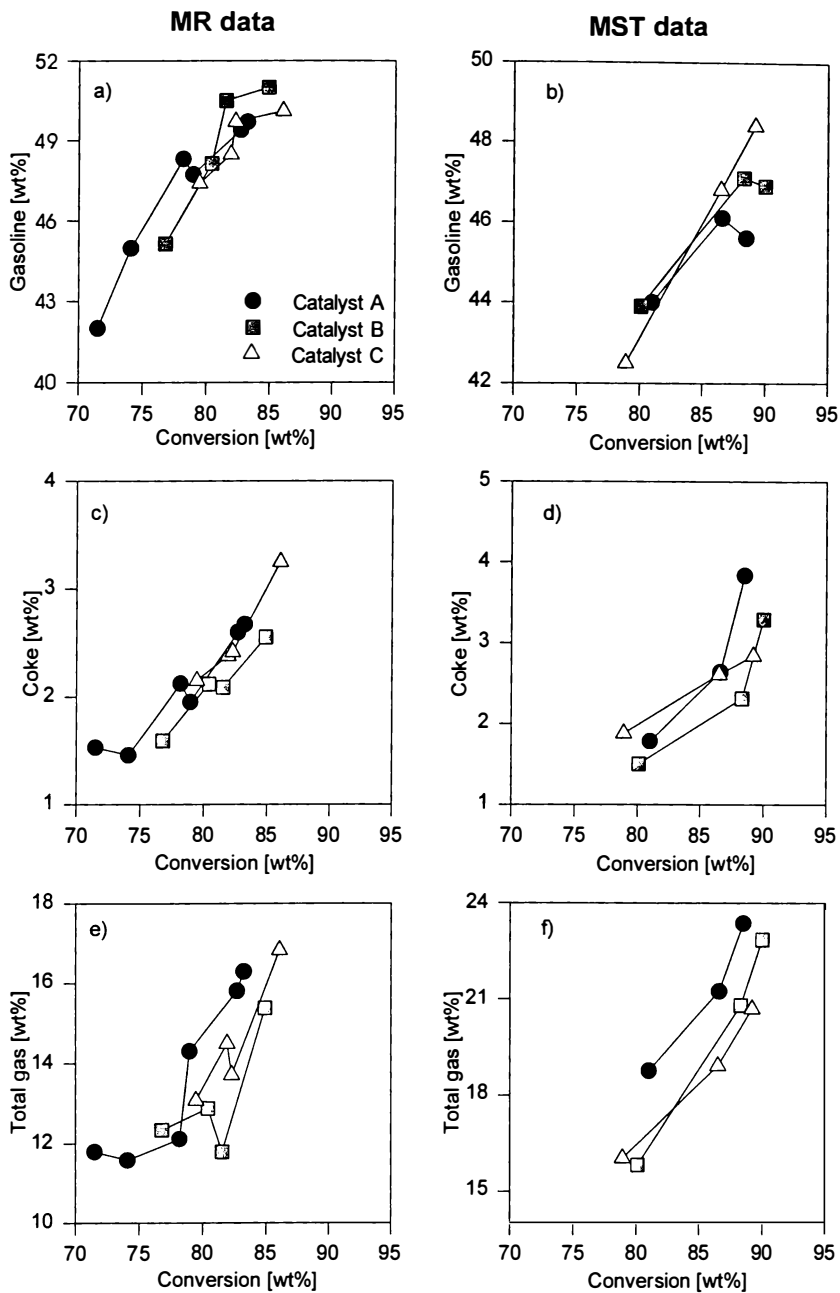 MR data
MST data
a)
Gasoline [wt%]
52
49
46
43
40
70 75 80 85 90 95
Conversion [wt%]
Catalyst A
Catalyst B
Catalyst C
b)
Gasoline [wt%]
50
48
46
44
42
70 75 80 85 90 95
Conversion [wt%]
c)
Coke [wt%]
4
3
2
1
70 75 80 85 90 95
Conversion [wt%]
d)
Coke [wt%]
5
4
3
2
1
70 75 80 85 90 95
Conversion [wt%]
e)
Total gas [wt%]
18
16
14
12
10
70 75 80 85 90 95
Conversion [wt%]
f)
Total gas [wt%]
24
21
18
15
70 75 80 85 90 95
Conversion [wt%]